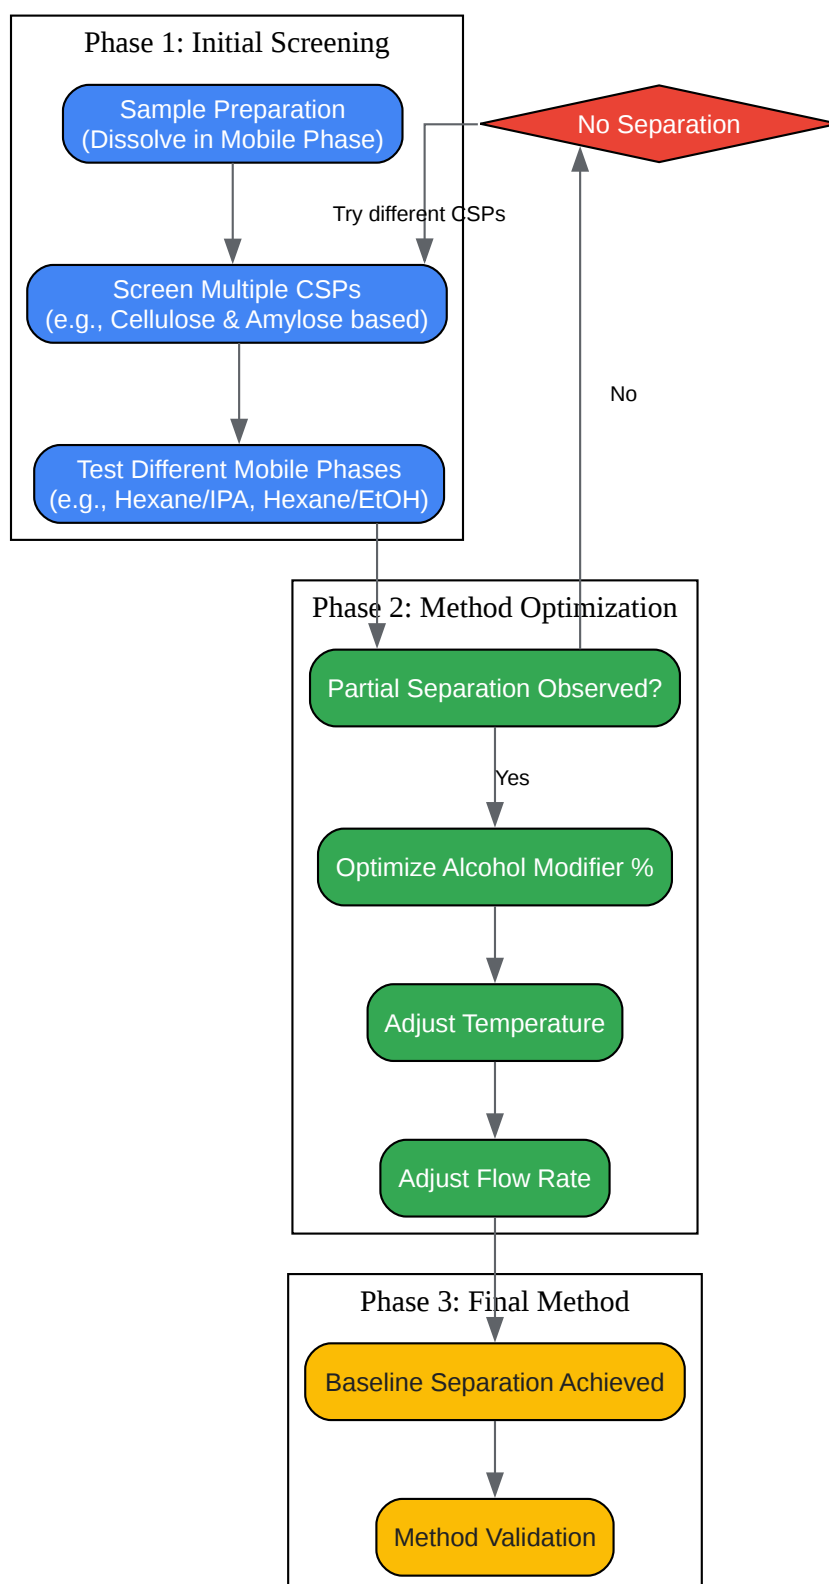 Phase 1: Initial Screening
Sample Preparation
(Dissolve in Mobile Phase)
No Separation
Try different CSPs
Screen Multiple CSPs
(e.g., Cellulose & Amylose based)
No
Test Different Mobile Phases
(e.g., Hexane/IPA, Hexane/EtOH)
Phase 2: Method Optimization
Partial Separation Observed?
Yes
Optimize Alcohol Modifier %
Adjust Temperature
Adjust Flow Rate
Phase 3: Final Method
Baseline Separation Achieved
Method Validation